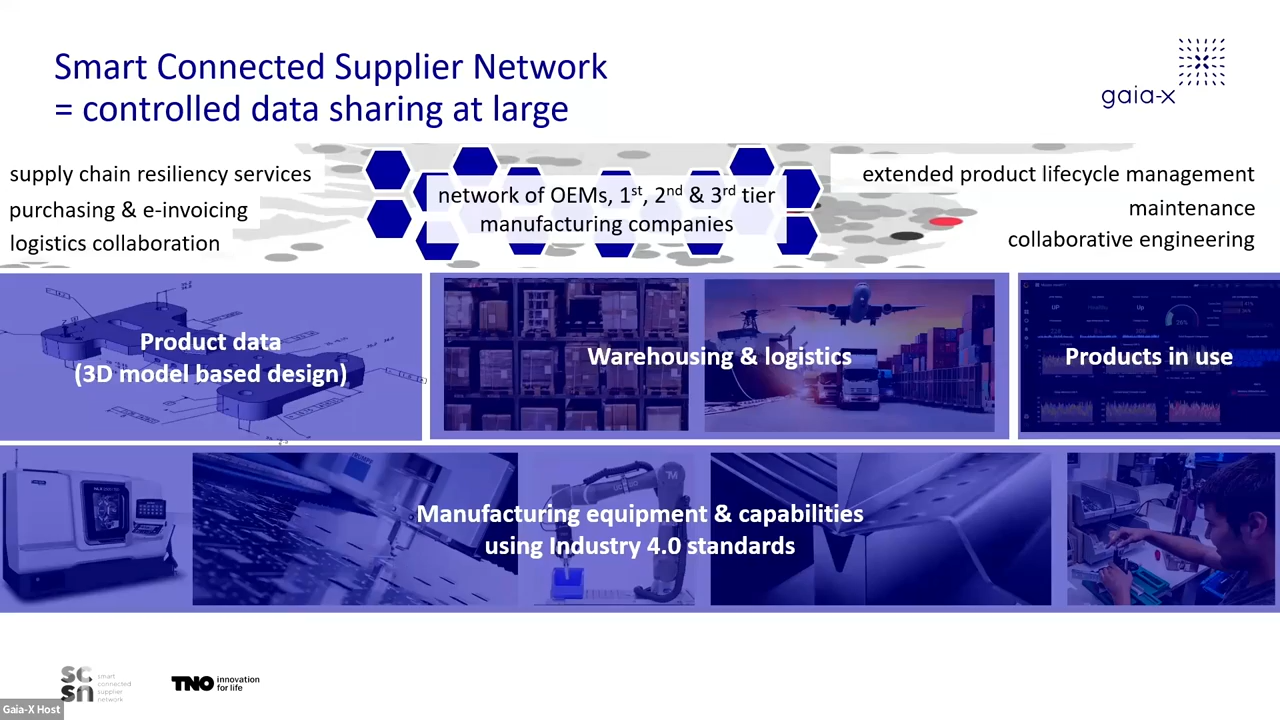 Smart Connected Supplier Network
= controlled data sharing at large
gaia-x
supply chain resiliency services
purchasing & e-invoicing
logistics collaboration
network of OEMs, 1st, 2nd & 3rd tier
manufacturing companies
extended product lifecycle management
maintenance
collaborative engineering
Product data
(3D model based design)
Warehousing & logistics
Products in use
Manufacturing equipment & capabilities
using Industry 4.0 standards
scsn
smart
connected
supplier
network
TNO innovation
for life
Gaia-X Host